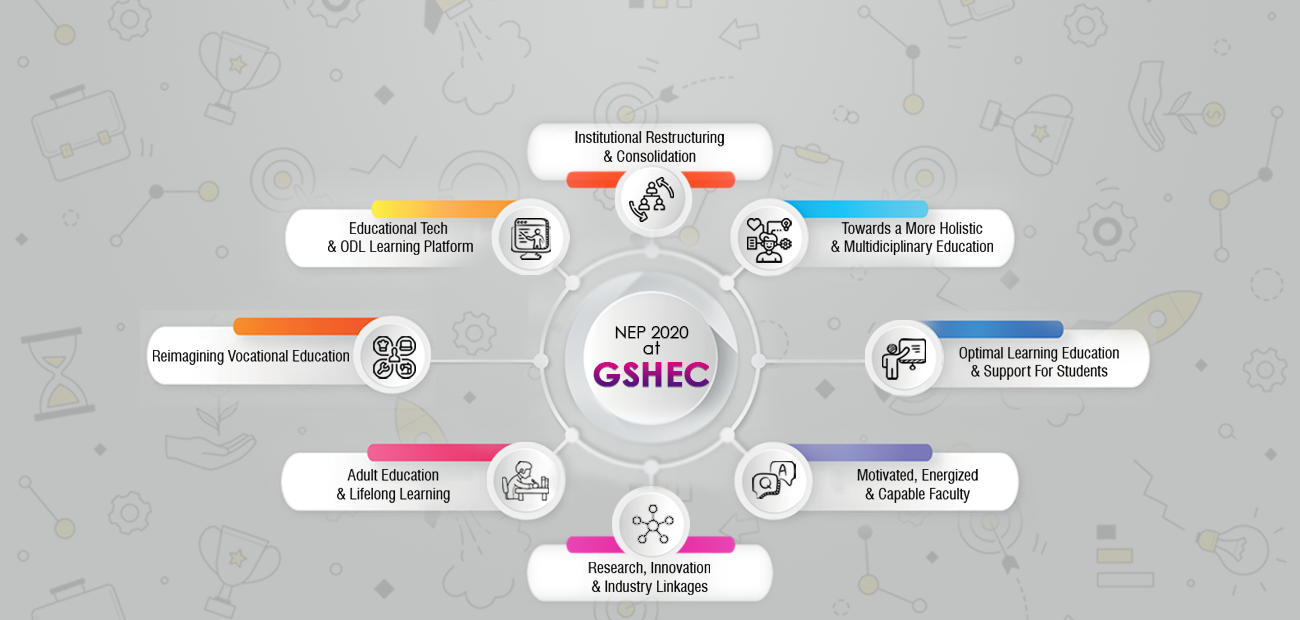 Institutional Restructuring
& Consolidation
Educational Tech
& ODL Learning Platform
Towards a More Holistic
& Multidiciplinary Education
NEP 2020
at
GSHEC
Reimagining Vocational Education
Optimal Learning Education
& Support For Students
Adult Education
& Lifelong Learning
Motivated, Energized
& Capable Faculty
Q
A
Research, Innovation
& Industry Linkages